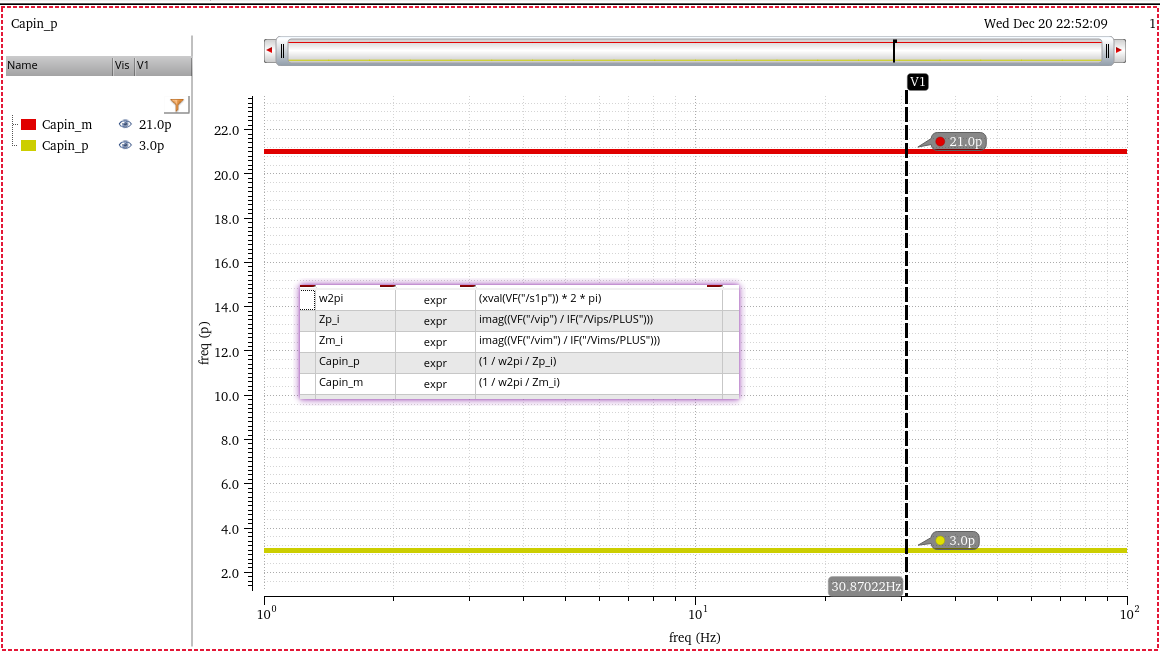 Capin_p
Wed Dec 20 22:52:09 1
Name Vis V1
V1
Capin_m 21.0p
Capin_p 3.0p
22.0
21.0p
20.0
18.0
16.0
w2pi expr (xval(VF("/s1p")) * 2 * pi)
Zp_i expr imag((VF("/vip") / IF("/Vips/PLUS")))
Zm_i expr imag((VF("/vim") / IF("/Vims/PLUS")))
Capin_p expr (1 / w2pi / Zp_i)
Capin_m expr (1 / w2pi / Zm_i)
14.0
freq (p)
12.0
10.0
8.0
6.0
4.0
3.0p
2.0
30.87022Hz
10^0 10^1 10^2
freq (Hz)